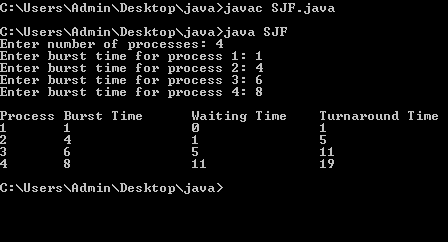 C:\Users\Admin\Desktop\java>javac SJF.java
C:\Users\Admin\Desktop\java>java SJF
Enter number of processes: 4
Enter burst time for process 1: 1
Enter burst time for process 2: 4
Enter burst time for process 3: 6
Enter burst time for process 4: 8
Process Burst Time Waiting Time Turnaround Time
1 1 0 1
2 4 1 5
3 6 5 11
4 8 11 19
C:\Users\Admin\Desktop\java>